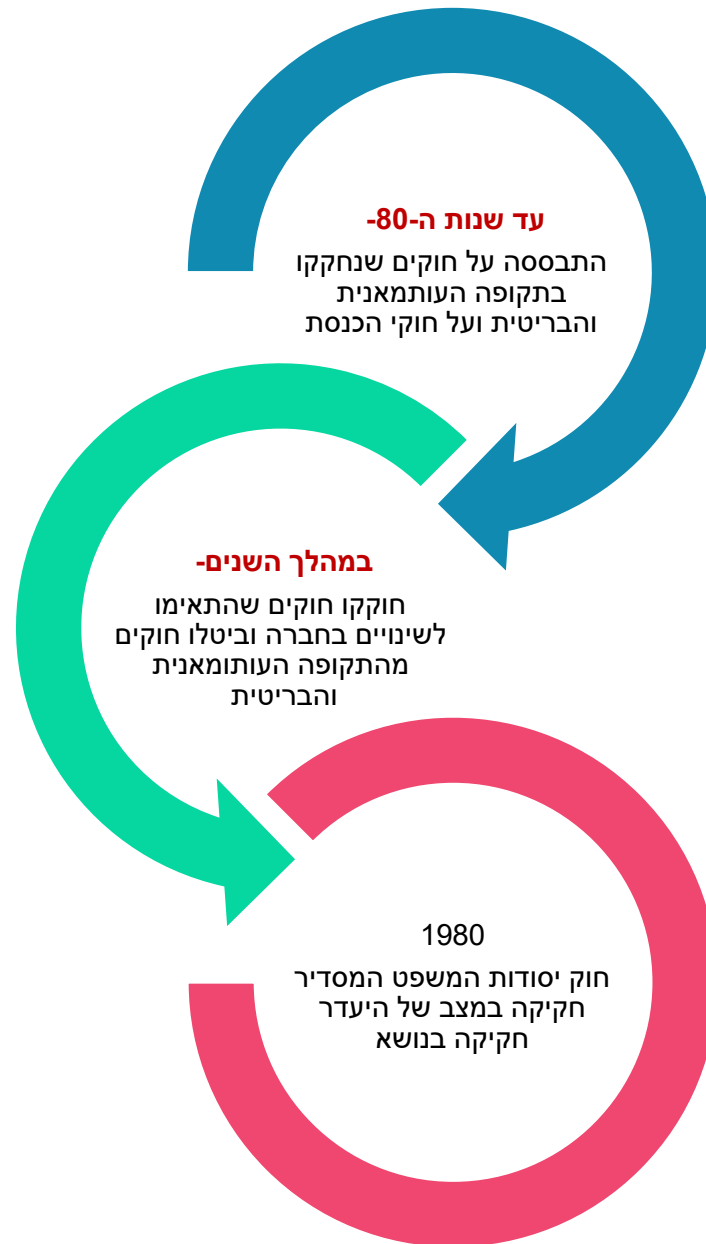 עד שנות ה-80-
התבססה על חוקים שנחקקו
בתקופה העותמאנית
והבריטית ועל חוקי הכנסת
במהלך השנים-
חוקקו חוקים שהתאימו
לשינויים בחברה וביטלו חוקים
מהתקופה העותומאנית
והבריטית
1980
חוק יסודות המשפט המסדיר
חקיקה במצב של היעדר
חקיקה בנושא